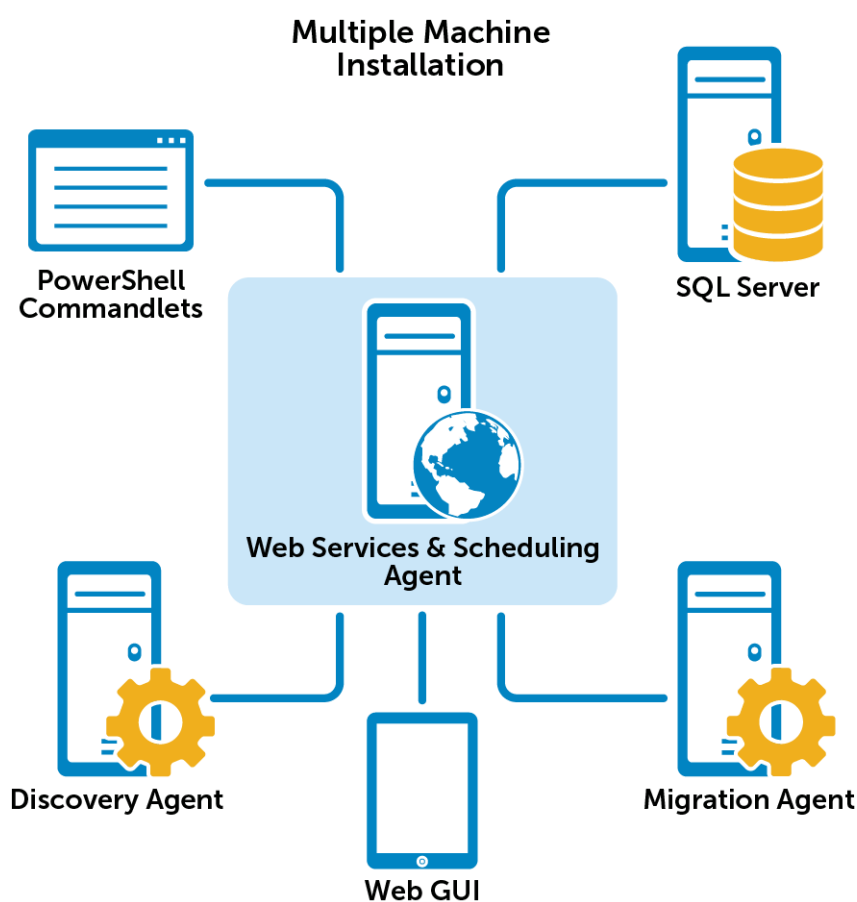 Multiple Machine
Installation
PowerShell
Commandlets
SQL Server
Web Services & Scheduling
Agent
Discovery Agent
Migration Agent
Web GUI